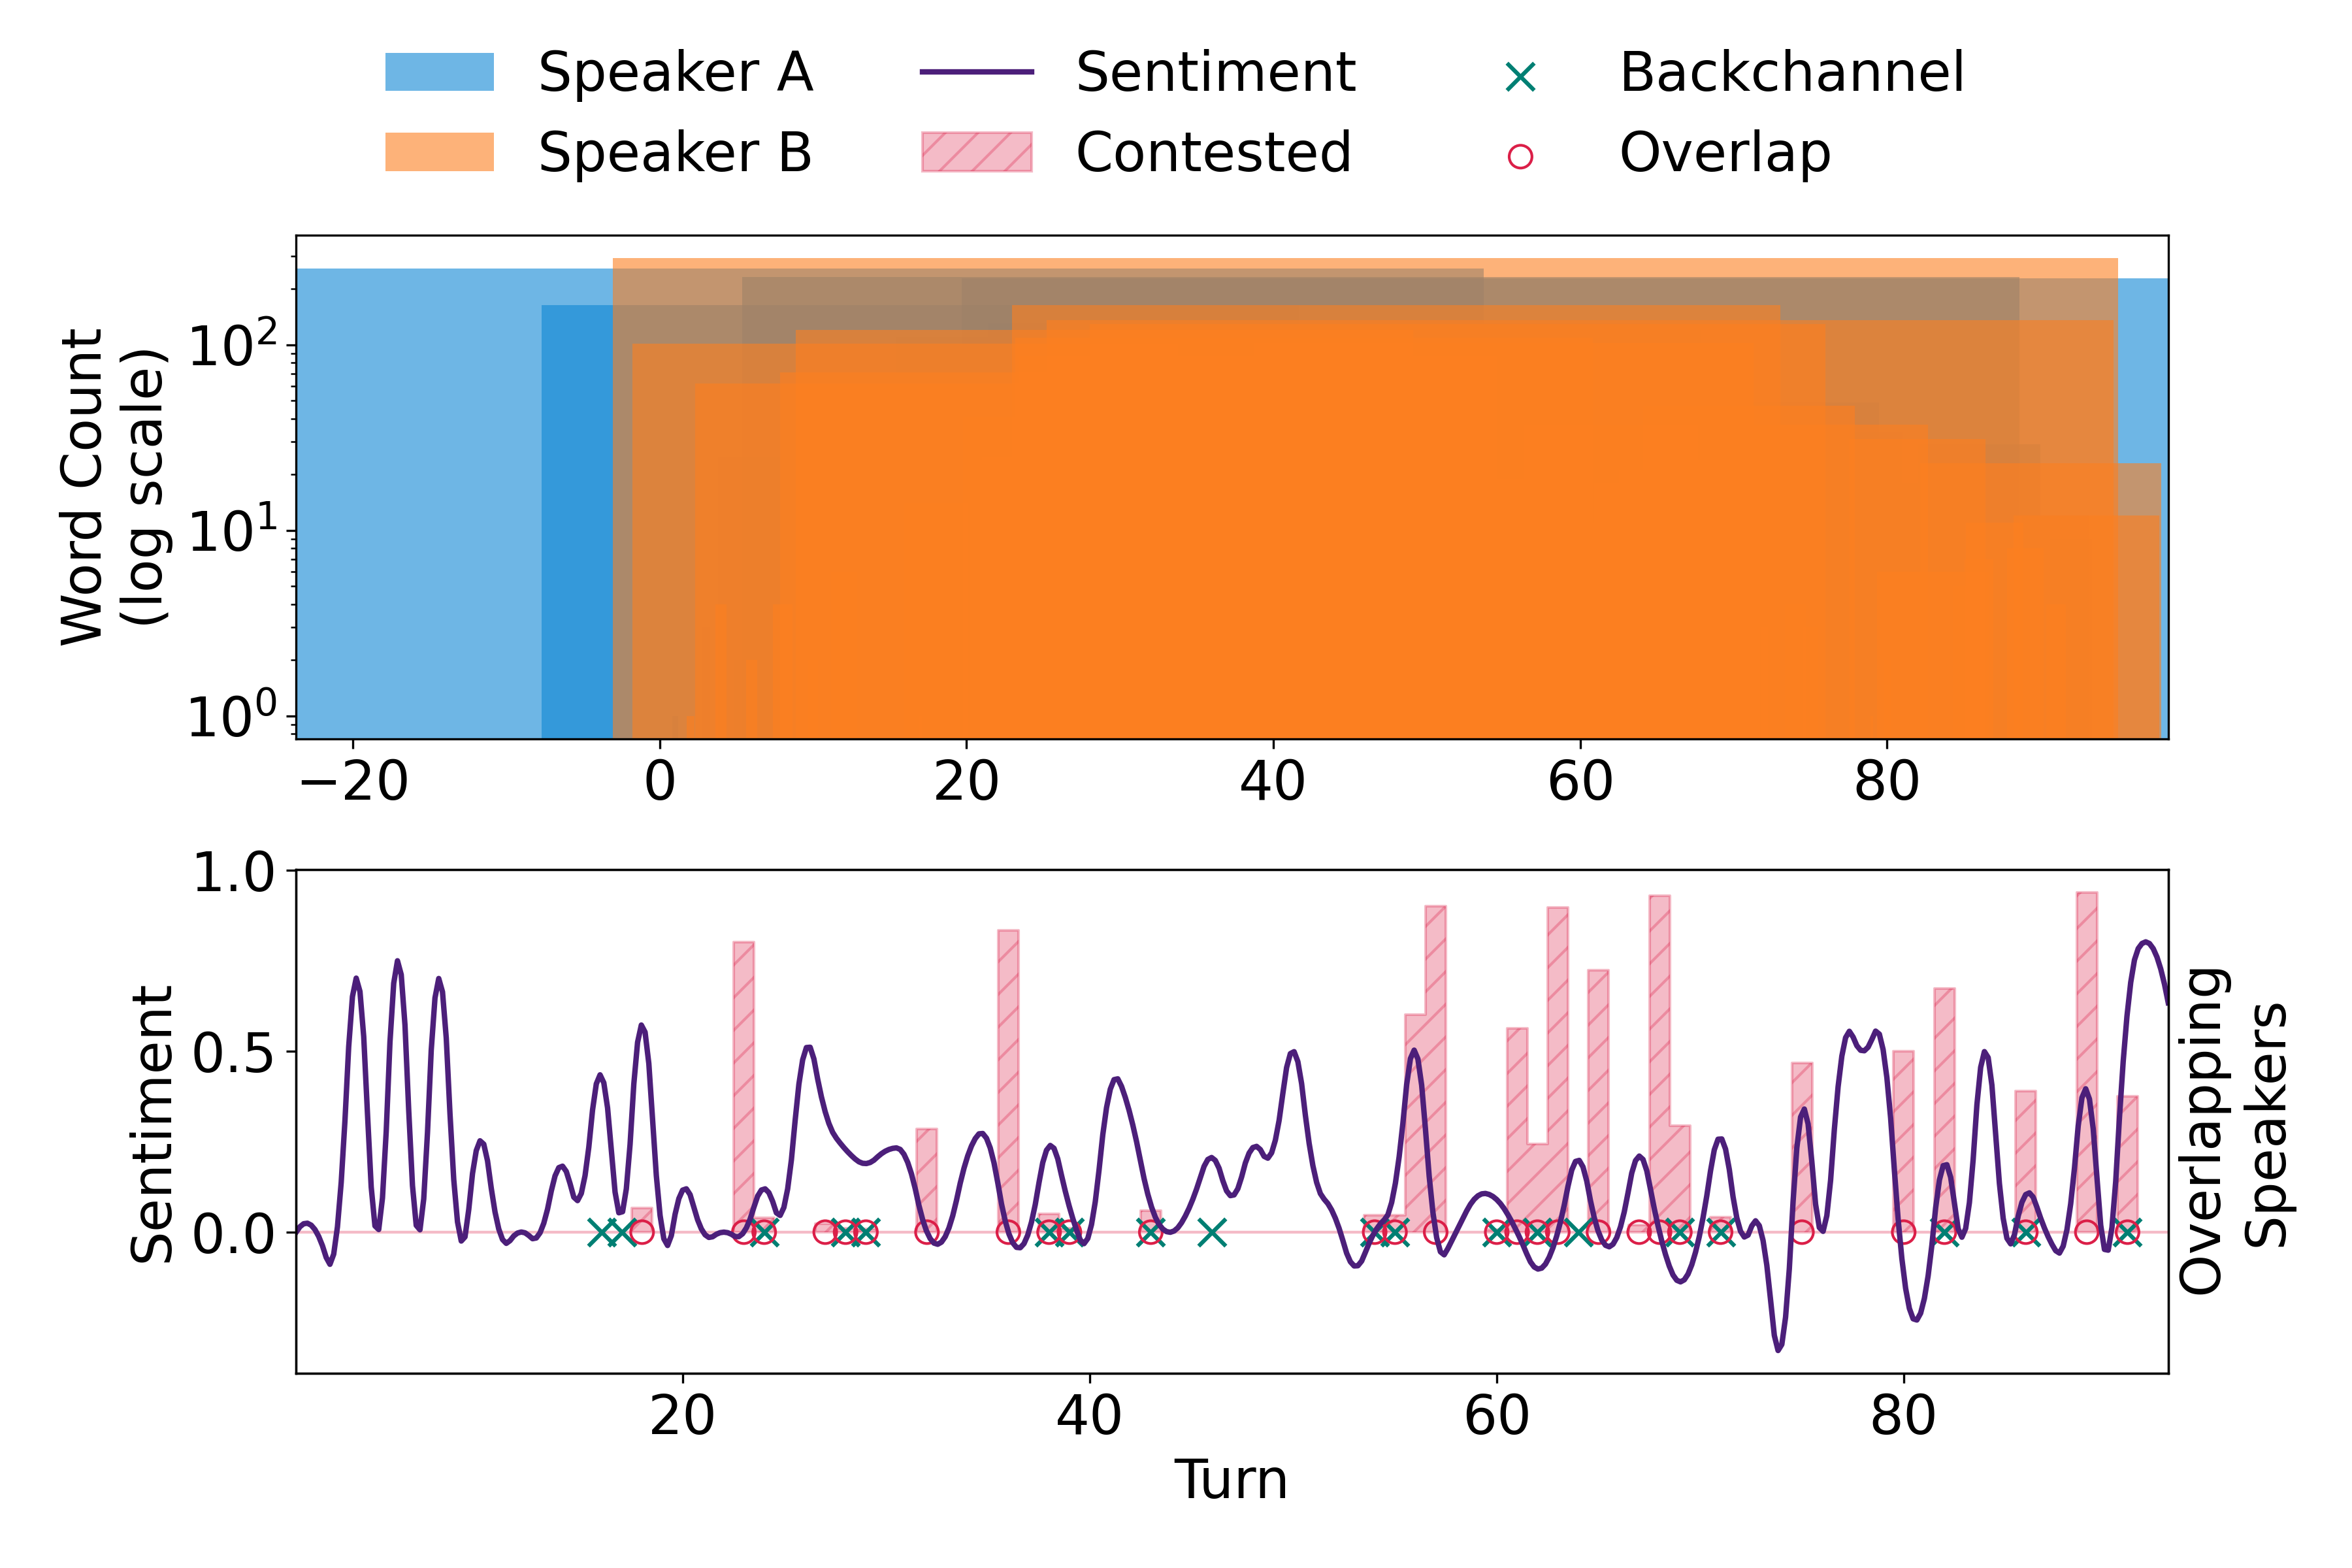 Speaker A
Sentiment
Backchannel
Speaker B
Contested
Overlap
Word Count
(log scale)
10²
10¹
10⁰
−20
0
20
40
60
80
Sentiment
1.0
0.5
0.0
Overlapping
Speakers
20
40
60
80
Turn